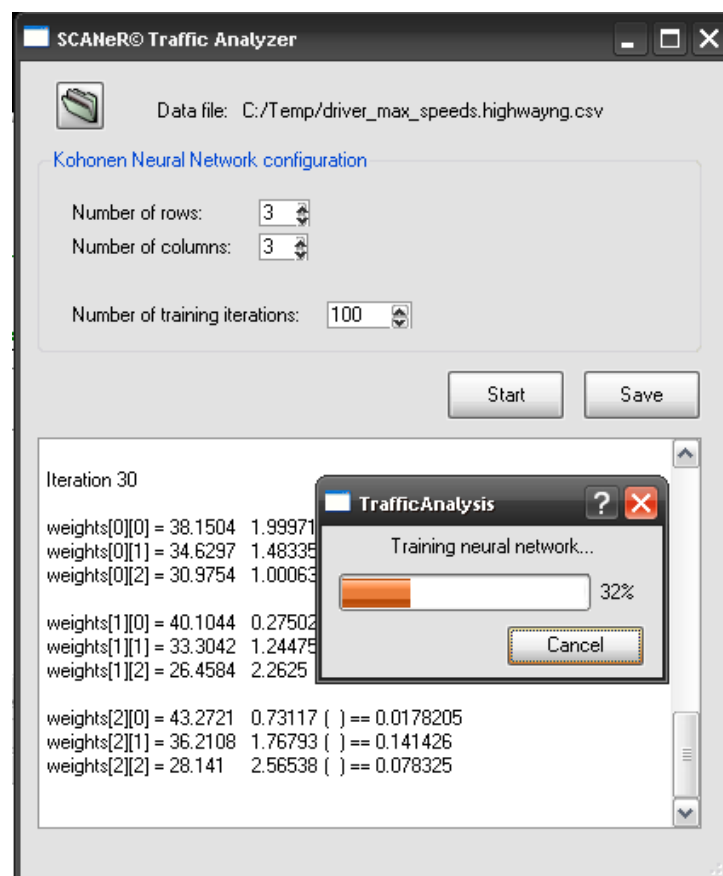 SCANeR© Traffic Analyzer
Data file: C:/Temp/driver_max_speeds.highwayng.csv
Kohonen Neural Network configuration
Number of rows: 3
Number of columns: 3
Number of training iterations: 100
Start Save
Iteration 30
weights[0][0] = 38.1504 1.99971
weights[0][1] = 34.6297 1.48335
weights[0][2] = 30.9754 1.00063
weights[1][0] = 40.1044 0.27502
weights[1][1] = 33.3042 1.24475
weights[1][2] = 26.4584 2.2625
weights[2][0] = 43.2721 0.73117 ( ) == 0.0178205
weights[2][1] = 36.2108 1.76793 ( ) == 0.141426
weights[2][2] = 28.141 2.56538 ( ) == 0.078325
TrafficAnalysis ?
Training neural network...
32%
Cancel